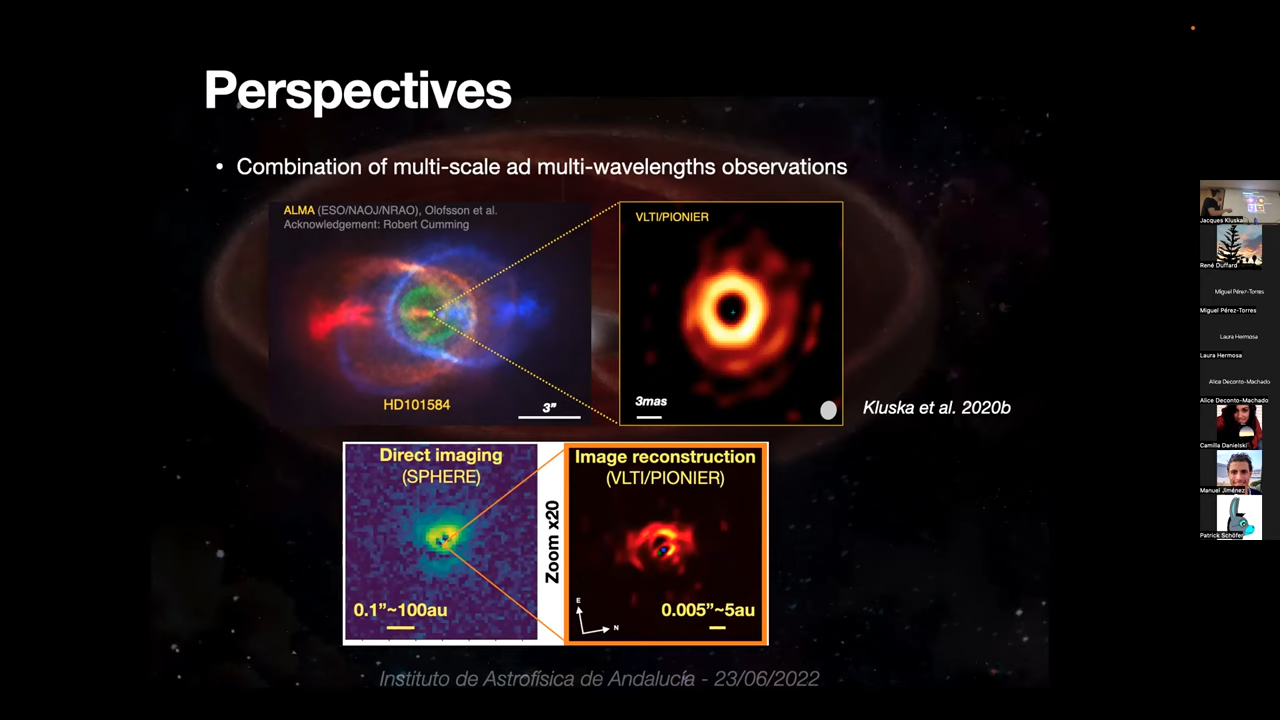 Perspectives
• Combination of multi-scale ad multi-wavelengths observations
ALMA (ESO/NAOJ/NRAO), Olofsson et al.
Acknowledgement: Robert Cumming
HD101584
3”
VLTI/PIONIER
3mas
Kluska et al. 2020b
Direct imaging
(SPHERE)
0.1”~100au
Zoom x20
Image reconstruction
(VLTI/PIONIER)
E
N
0.005”~5au
Instituto de Astrofísica de Andalucía - 23/06/2022
Jacques Kluska
René Duffard
Miguel Pérez-Torres
Miguel Pérez-Torres
Laura Hermosa
Laura Hermosa
Alice Deconto-Machado
Alice Deconto-Machado
Camilla Danielski
Manuel Jiménez
Patrick Schöfer